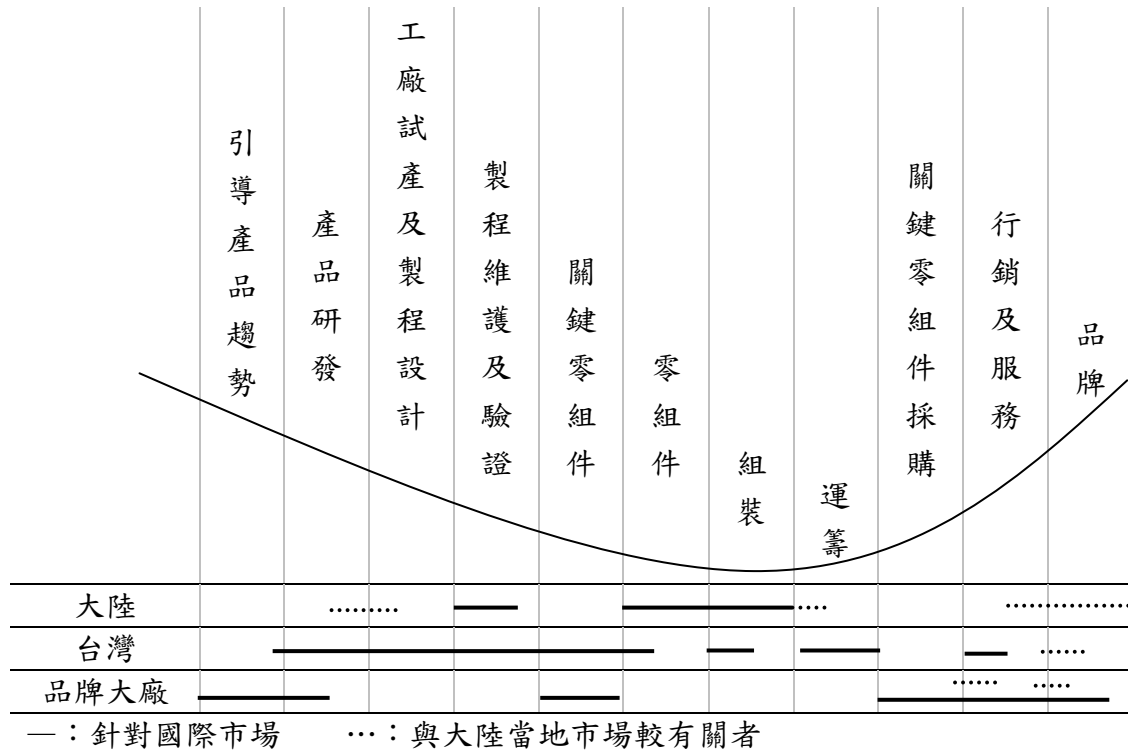 引導產品趨勢
產品研發
工廠試產及製程設計
製程維護及驗證
關鍵零組件
零組件
組裝
運籌
關鍵零組件採購
行銷及服務
品牌
大陸
台灣
品牌大廠
—：針對國際市場 …：與大陸當地市場較有關者